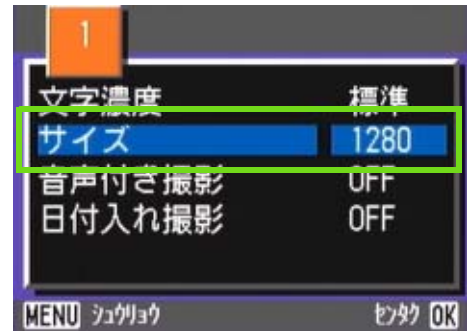 1
文字濃度 標準
サイズ 1280
音声付き撮影 OFF
日付入れ撮影 OFF
MENU ｼｭｳﾘｮｳ ｾﾝﾀｸ OK